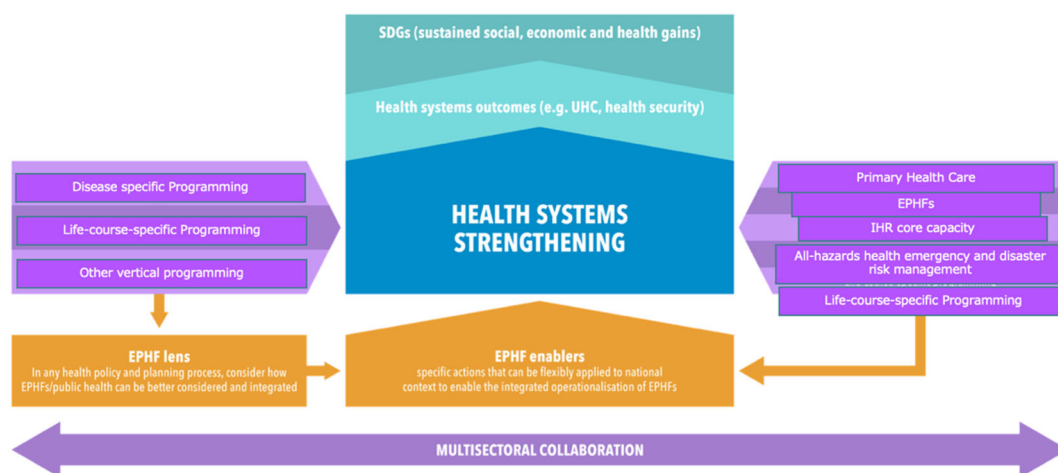 SDGs (sustained social, economic and health gains)
Health systems outcomes (e.g. UHC, health security)
HEALTH SYSTEMS
STRENGTHENING
Disease specific Programming
Life-course-specific Programming
Other vertical programming
Primary Health Care
EPHFs
IHR core capacity
All-hazards health emergency and disaster
risk management
Life-course-specific Programming
EPHF lens
In any health policy and planning process, consider how
EPHFs/public health can be better considered and integrated
EPHF enablers
specific actions that can be flexibly applied to national
context to enable the integrated operationalisation of EPHFs
MULTISECTORAL COLLABORATION